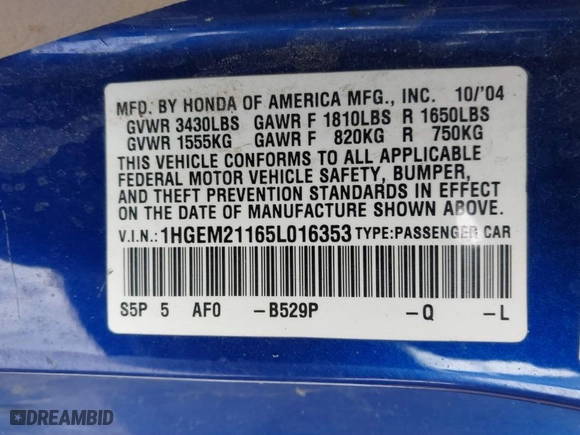 MFD. BY HONDA OF AMERICA MFG., INC. 10/'04
GVWR 3430LBS GAWR F 1810LBS R 1650LBS
GVWR 1555KG GAWR F 820KG R 750KG
THIS VEHICLE CONFORMS TO ALL APPLICABLE
FEDERAL MOTOR VEHICLE SAFETY, BUMPER,
AND THEFT PREVENTION STANDARDS IN EFFECT
ON THE DATE OF MANUFACTURE SHOWN ABOVE.
V.I.N.:1HGEM21165L016353 TYPE:PASSENGER CAR
S5P 5 AF0 -B529P -Q -L
DREAMBID